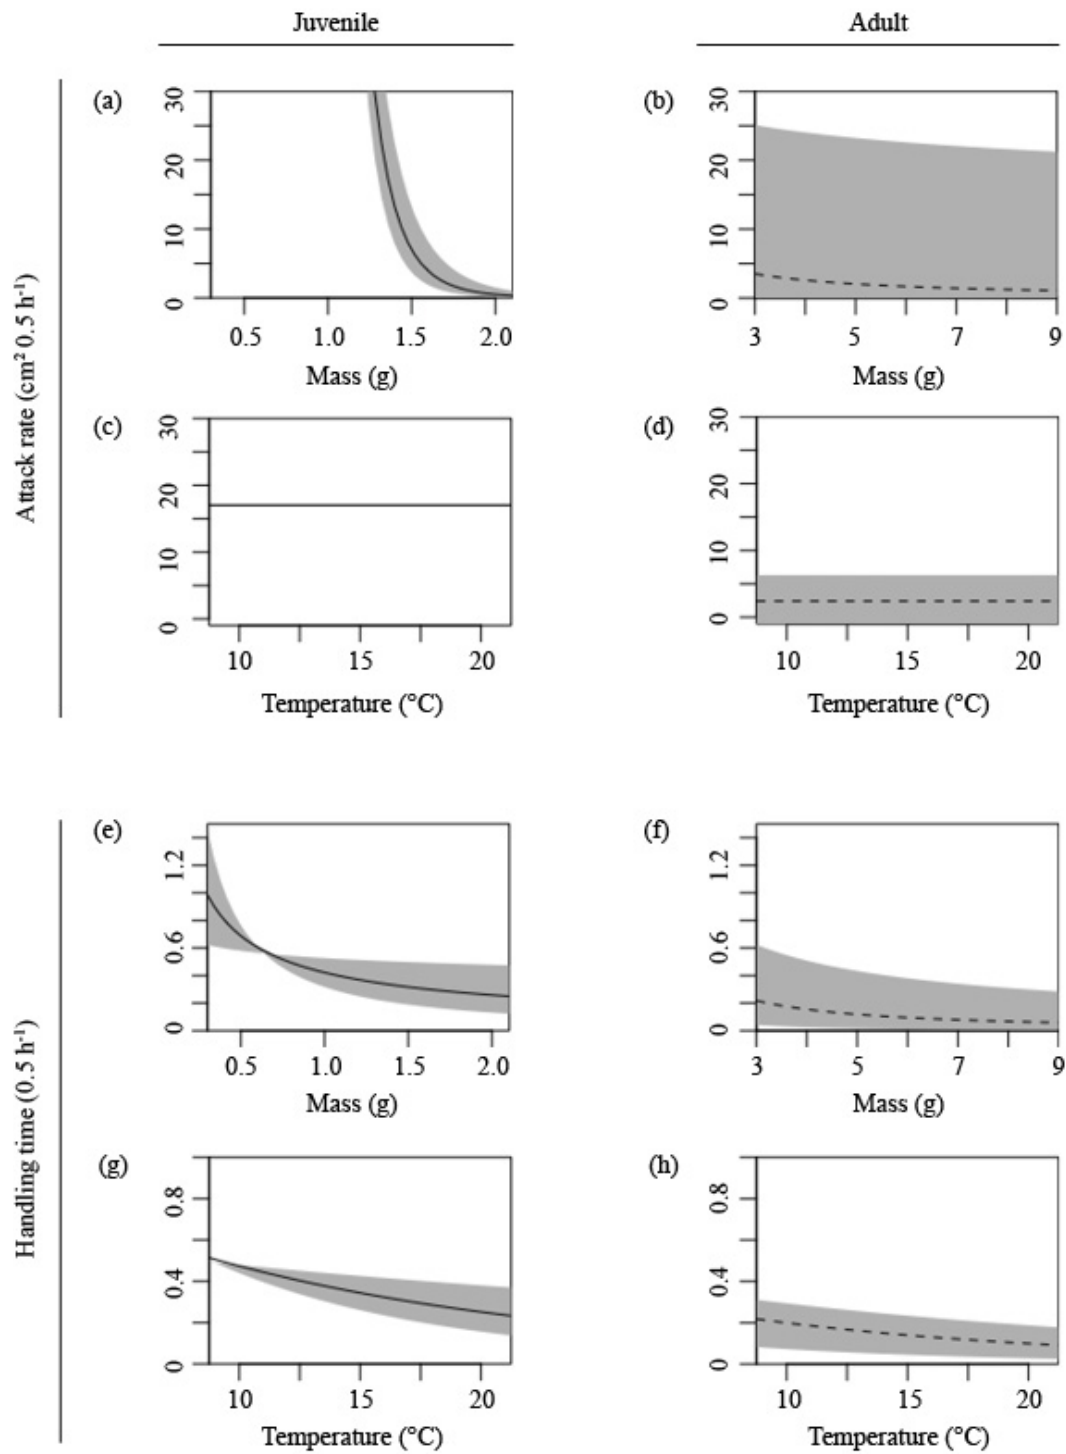 Juvenile
Adult
Attack rate (cm² 0.5 h⁻¹)
(a)
30
20
10
0
0.5 1.0 1.5 2.0
Mass (g)
(b)
30
20
10
0
3 5 7 9
Mass (g)
(c)
30
20
10
0
10 15 20
Temperature (°C)
(d)
30
20
10
0
10 15 20
Temperature (°C)
Handling time (0.5 h⁻¹)
(e)
1.2
0.6
0
0.5 1.0 1.5 2.0
Mass (g)
(f)
1.2
0.6
0
3 5 7 9
Mass (g)
(g)
0.8
0.4
0
10 15 20
Temperature (°C)
(h)
0.8
0.4
0
10 15 20
Temperature (°C)